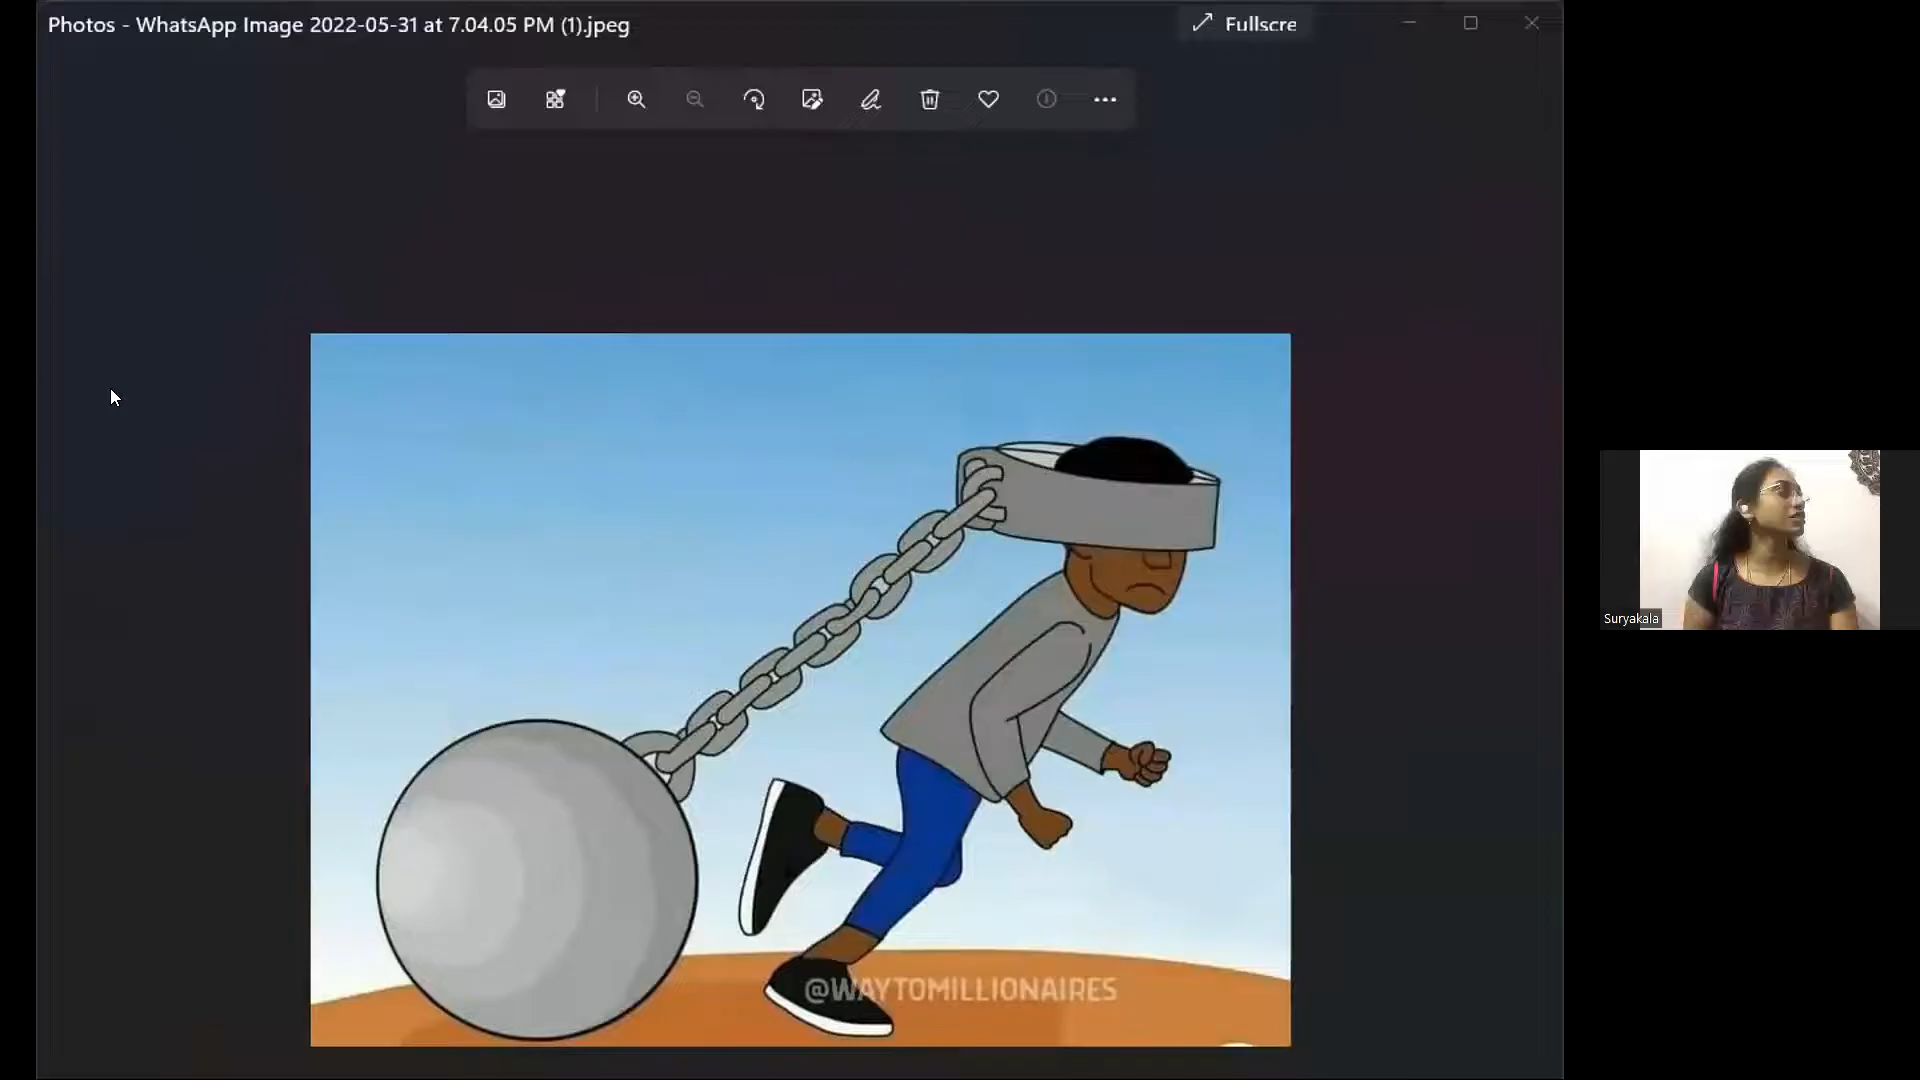 Photos - WhatsApp Image 2022-05-31 at 7.04.05 PM (1).jpeg
Fullscre
@WAYTOMILLIONAIRES
Suryakala